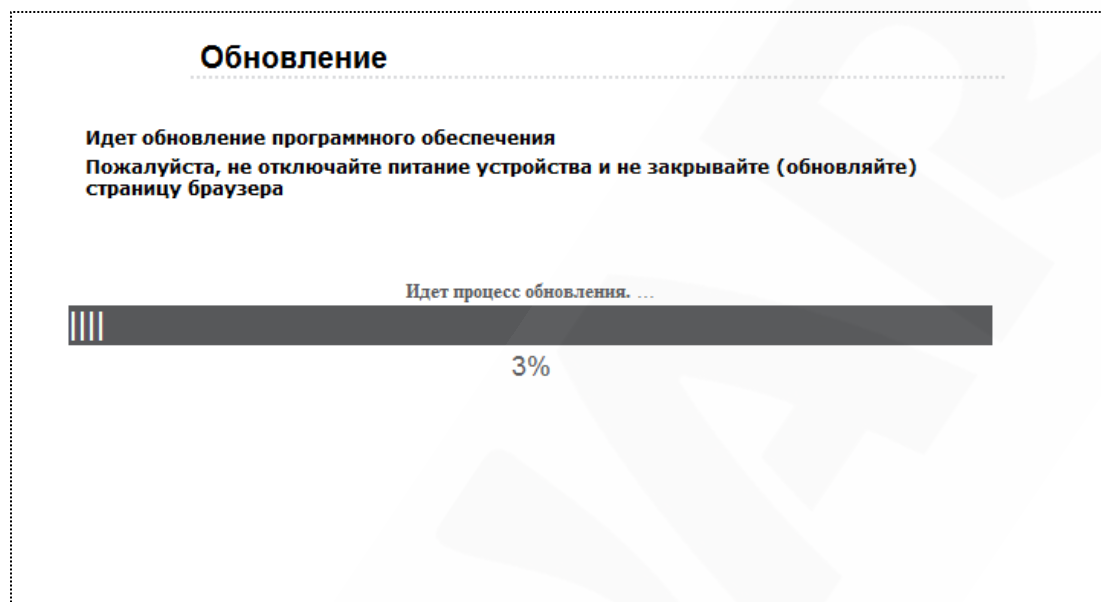 Обновление
Идет обновление программного обеспечения
Пожалуйста, не отключайте питание устройства и не закрывайте (обновляйте)
страницу браузера
Идет процесс обновления. ...
3%